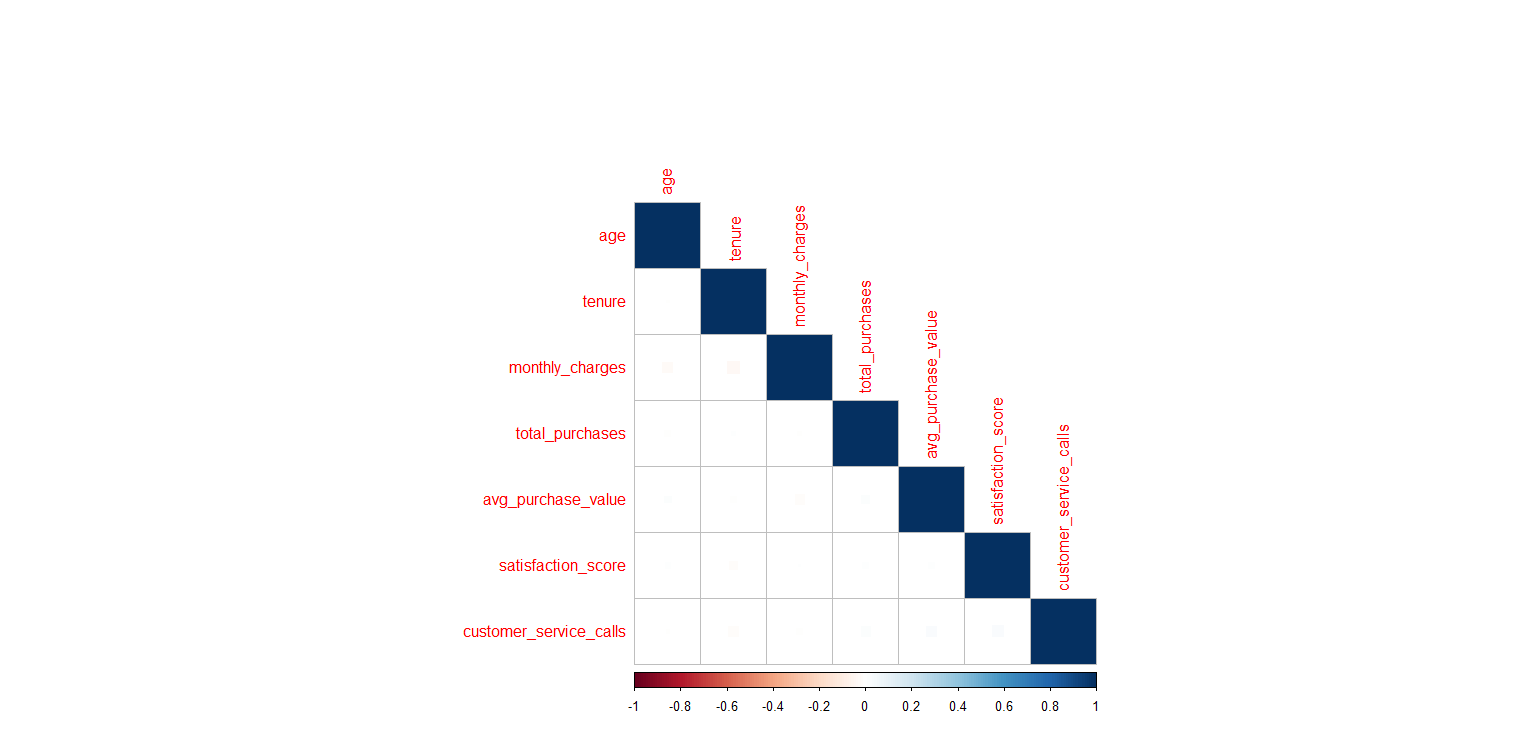 age
tenure
monthly_charges
total_purchases
avg_purchase_value
satisfaction_score
customer_service_calls
age
tenure
monthly_charges
total_purchases
avg_purchase_value
satisfaction_score
customer_service_calls
-1 -0.8 -0.6 -0.4 -0.2 0 0.2 0.4 0.6 0.8 1